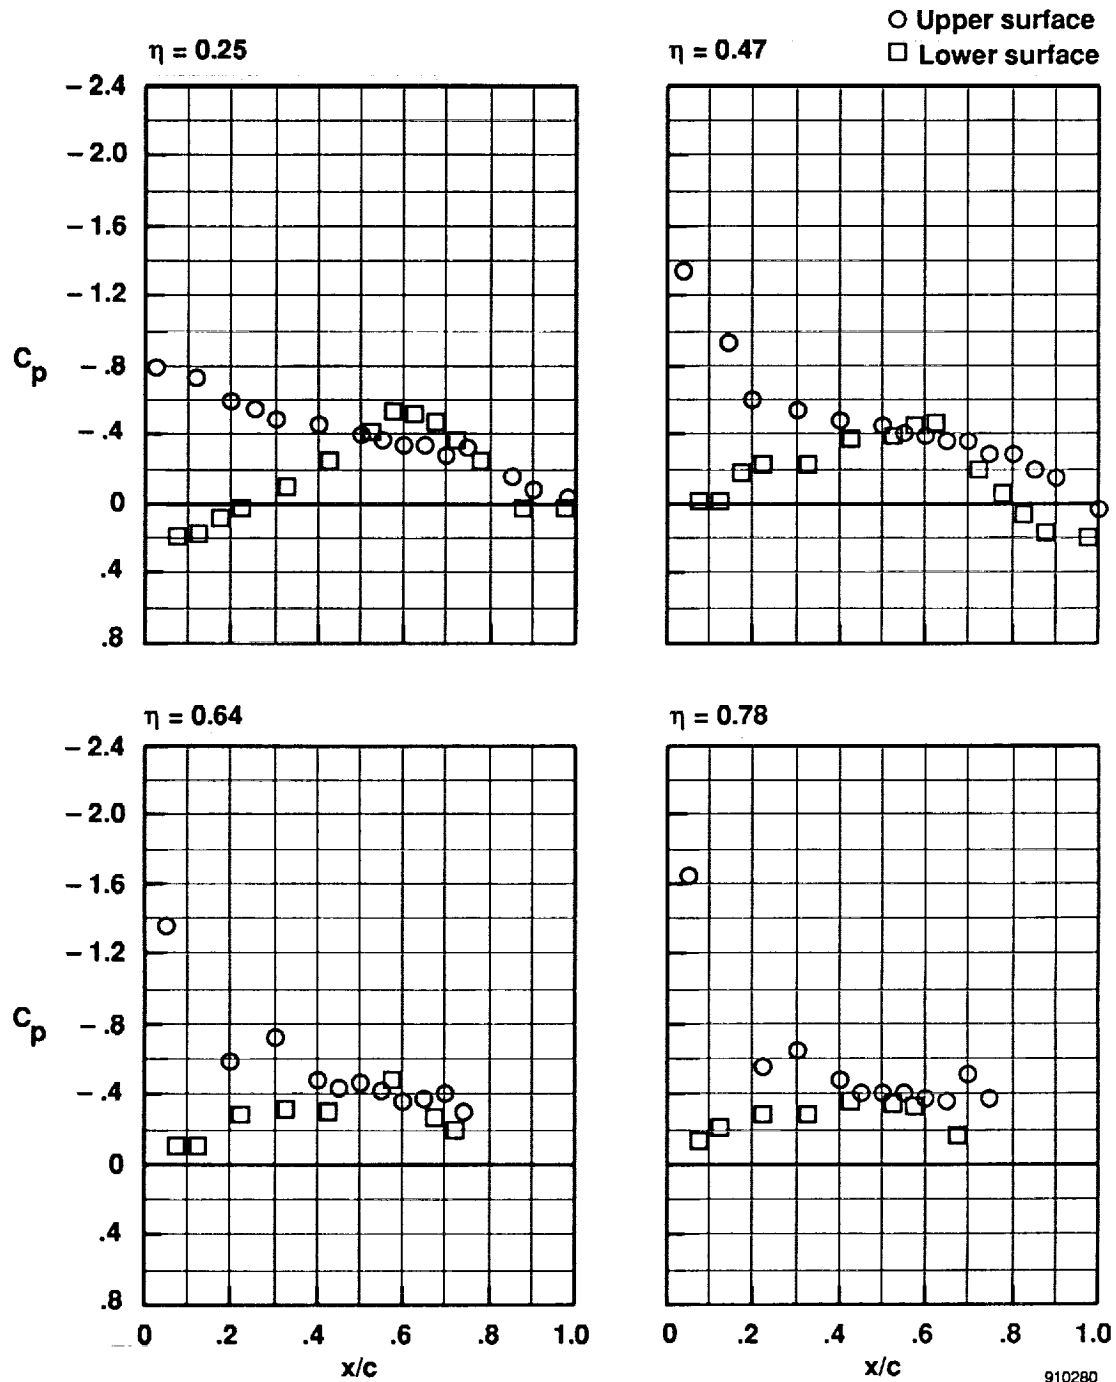 ○ Upper surface
□ Lower surface
η = 0.25
η = 0.47
– 2.4
– 2.0
– 1.6
– 1.2
– .8
– .4
0
.4
.8
Cp
η = 0.64
η = 0.78
– 2.4
– 2.0
– 1.6
– 1.2
– .8
– .4
0
.4
.8
Cp
0 .2 .4 .6 .8 1.0
x/c
0 .2 .4 .6 .8 1.0
x/c
910280